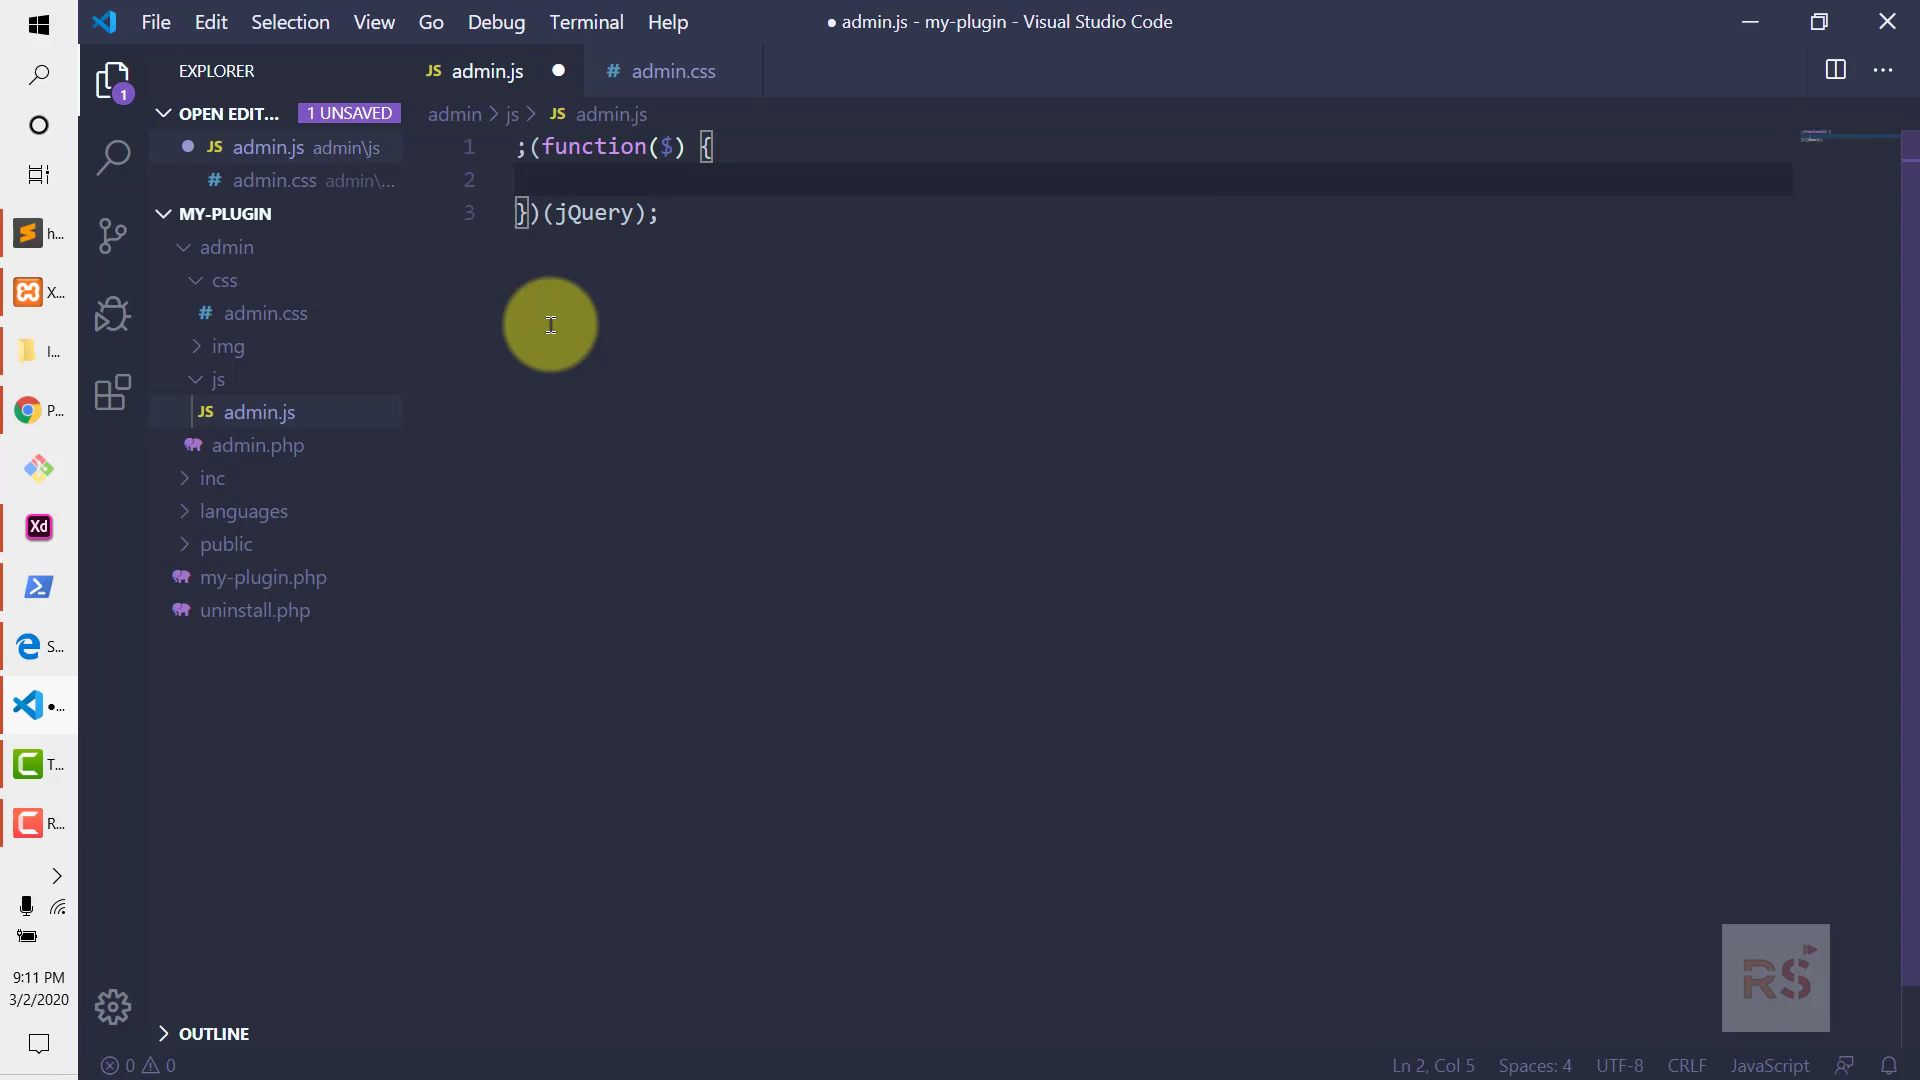 File Edit Selection View Go Debug Terminal Help
● admin.js - my-plugin - Visual Studio Code
EXPLORER
1
OPEN EDIT... 1 UNSAVED
JS admin.js admin\js
# admin.css admin\...
MY-PLUGIN
admin
css
# admin.css
img
js
JS admin.js
admin.php
inc
languages
public
my-plugin.php
uninstall.php
OUTLINE
JS admin.js ●
# admin.css
admin > js > JS admin.js
1 ;(function($) {
2
3 })(jQuery);
h...
X...
I...
P...
Xd
S...
●...
T...
R...
9:11 PM
3/2/2020
RS
0 0
Ln 2, Col 5 Spaces: 4 UTF-8 CRLF JavaScript